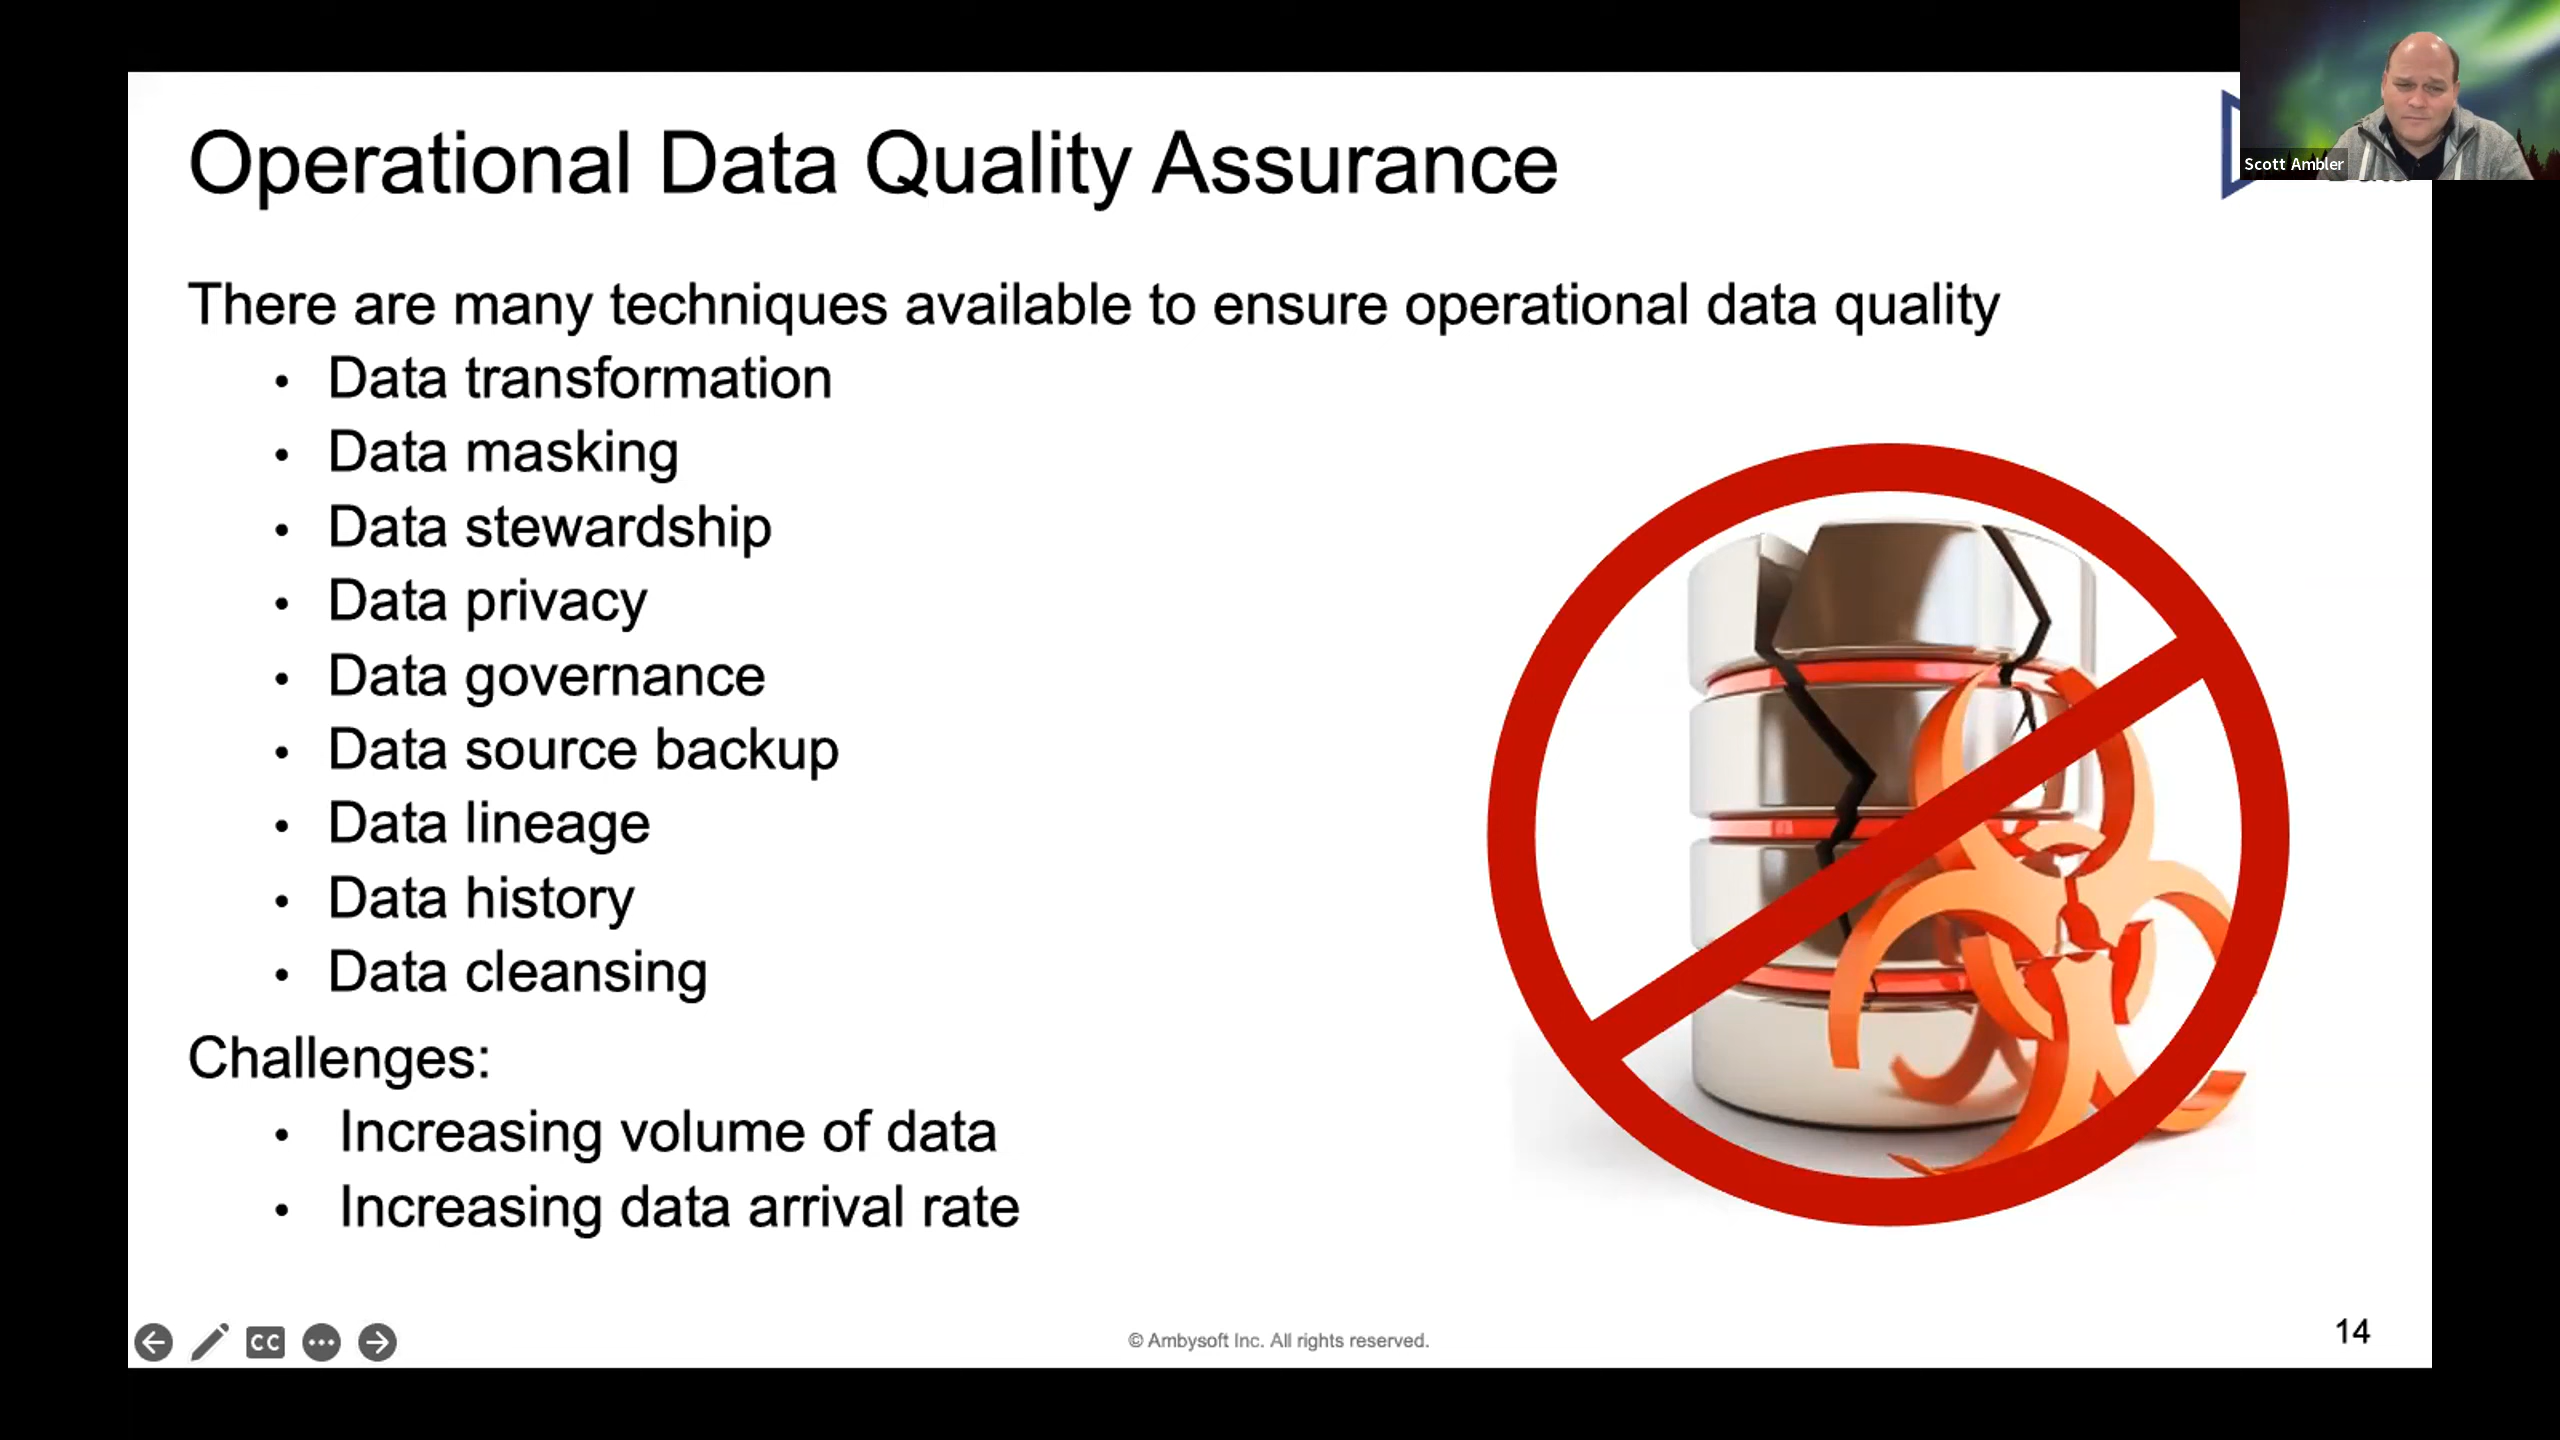 Operational Data Quality Assurance
Scott Ambler
There are many techniques available to ensure operational data quality
• Data transformation
• Data masking
• Data stewardship
• Data privacy
• Data governance
• Data source backup
• Data lineage
• Data history
• Data cleansing
Challenges:
• Increasing volume of data
• Increasing data arrival rate
CC
© Ambysoft Inc. All rights reserved.
14